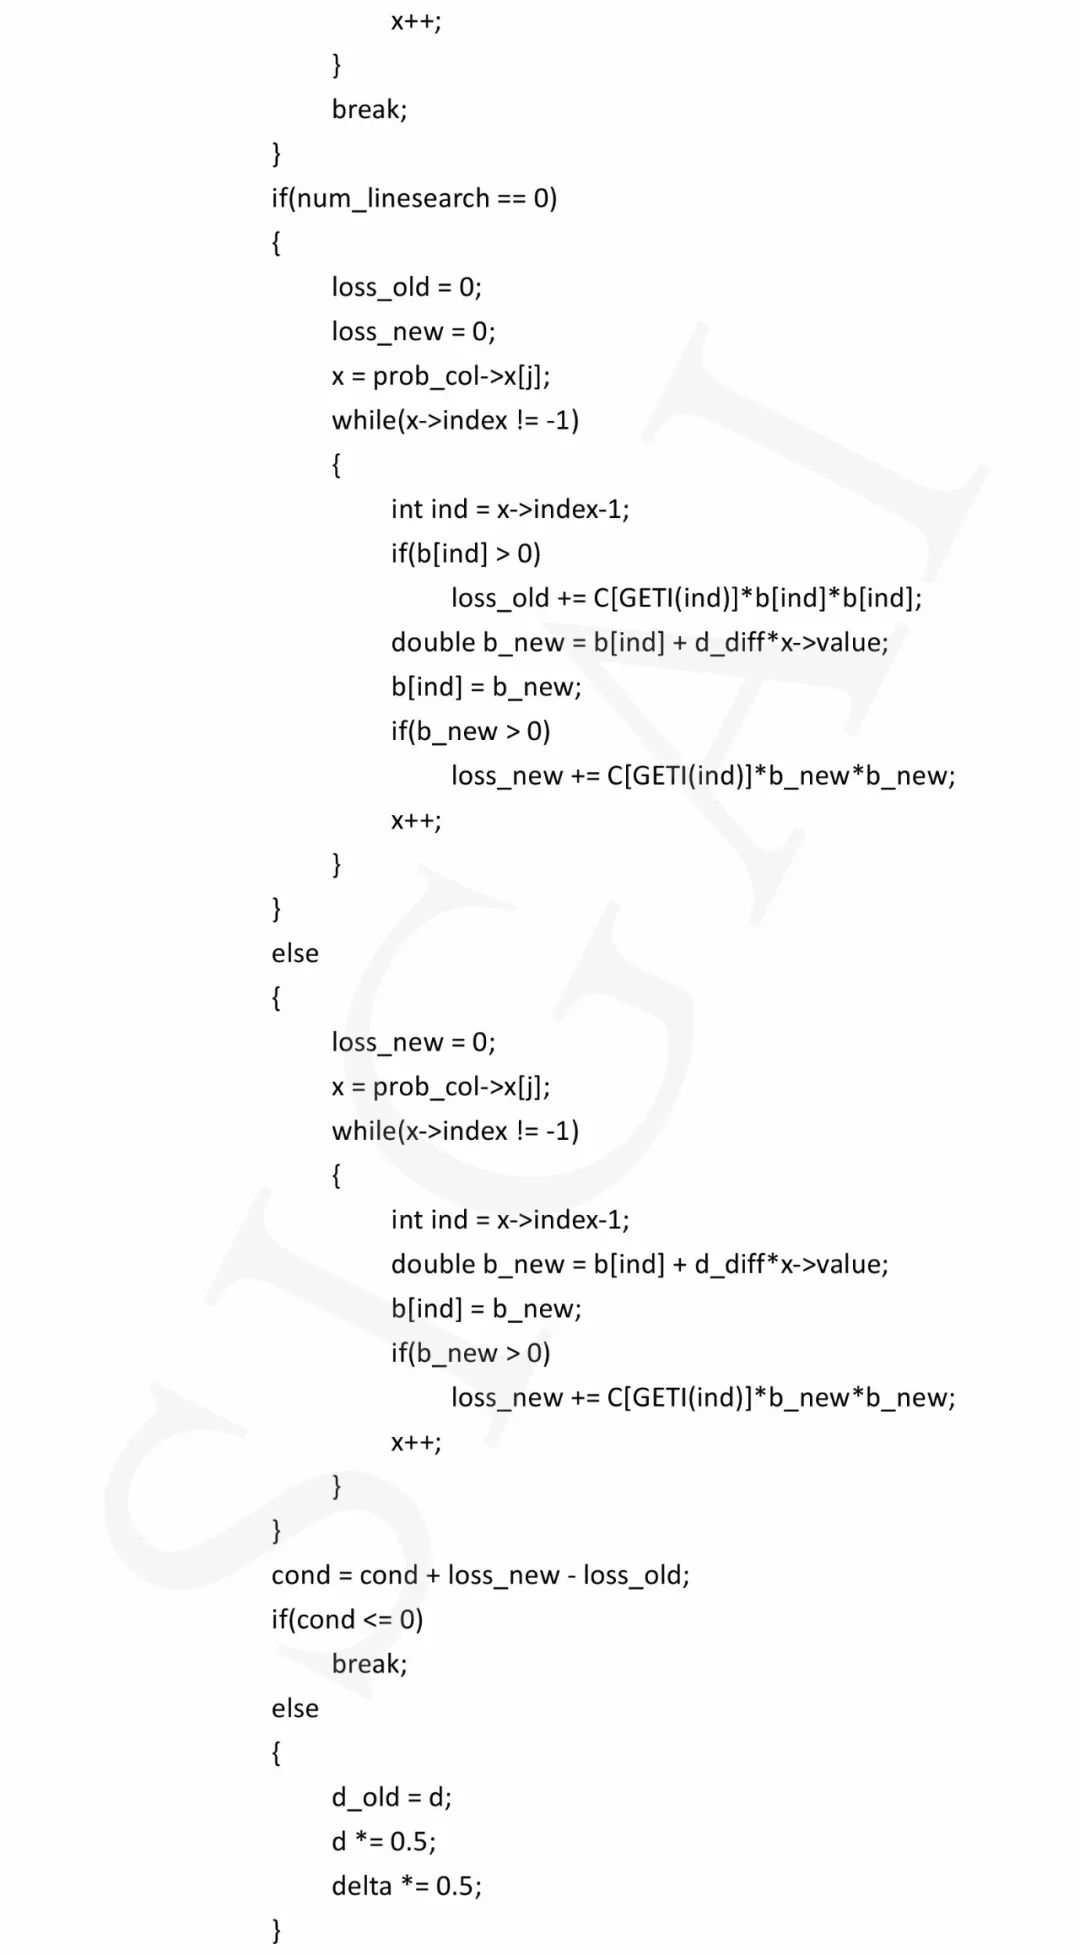 x++;
}
break;
}
if(num_linesearch == 0)
{
loss_old = 0;
loss_new = 0;
x = prob_col->x[j];
while(x->index != -1)
{
int ind = x->index-1;
if(b[ind] > 0)
loss_old += C[GETI(ind)]*b[ind]*b[ind];
double b_new = b[ind] + d_diff*x->value;
b[ind] = b_new;
if(b_new > 0)
loss_new += C[GETI(ind)]*b_new*b_new;
x++;
}
}
else
{
loss_new = 0;
x = prob_col->x[j];
while(x->index != -1)
{
int ind = x->index-1;
double b_new = b[ind] + d_diff*x->value;
b[ind] = b_new;
if(b_new > 0)
loss_new += C[GETI(ind)]*b_new*b_new;
x++;
}
}
cond = cond + loss_new - loss_old;
if(cond <= 0)
break;
else
{
d_old = d;
d *= 0.5;
delta *= 0.5;
}
SIGAI